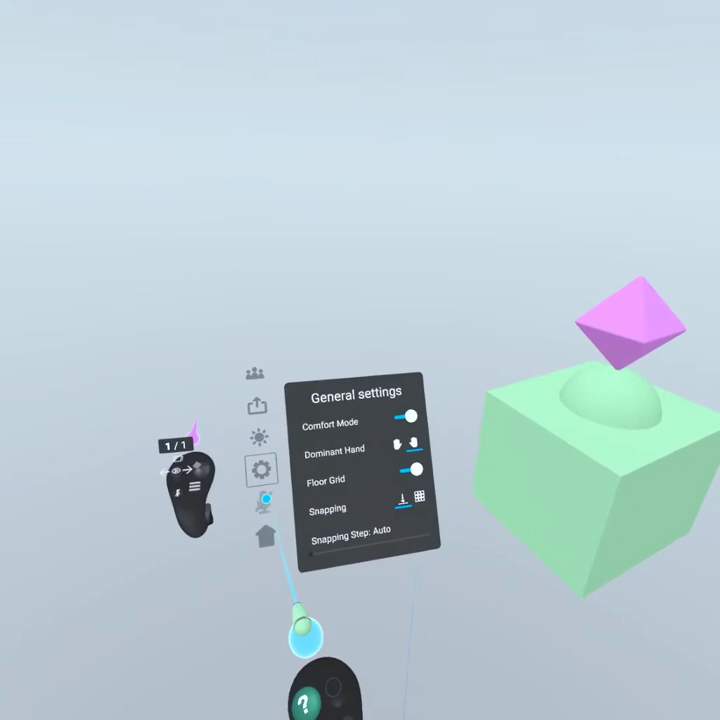 General settings
Comfort Mode
Dominant Hand
Floor Grid
Snapping
Snapping Step: Auto
1 / 1
?